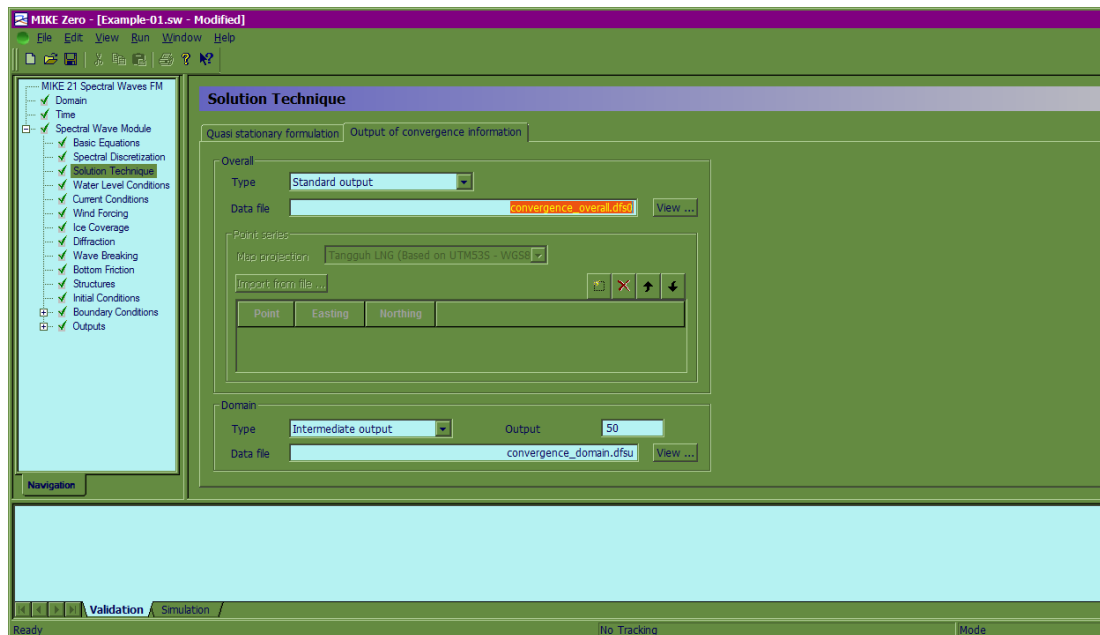 MIKE Zero - [Example-01.sw - Modified]
File Edit View Run Window Help
MIKE 21 Spectral Waves FM
Domain
Time
Spectral Wave Module
Basic Equations
Spectral Discretization
Solution Technique
Water Level Conditions
Current Conditions
Wind Forcing
Ice Coverage
Diffraction
Wave Breaking
Bottom Friction
Structures
Initial Conditions
Boundary Conditions
Outputs
Navigation
Solution Technique
Quasi stationary formulation Output of convergence information
Overall
Type Standard output
Data file convergence_overall.dfs0 View ...
Point series
Map projection Tangguh LNG (Based on UTM53S - WGS8
Import from file ...
Point Easting Northing
Domain
Type Intermediate output Output 50
Data file convergence_domain.dfsu View ...
Validation Simulation
Ready No Tracking Mode